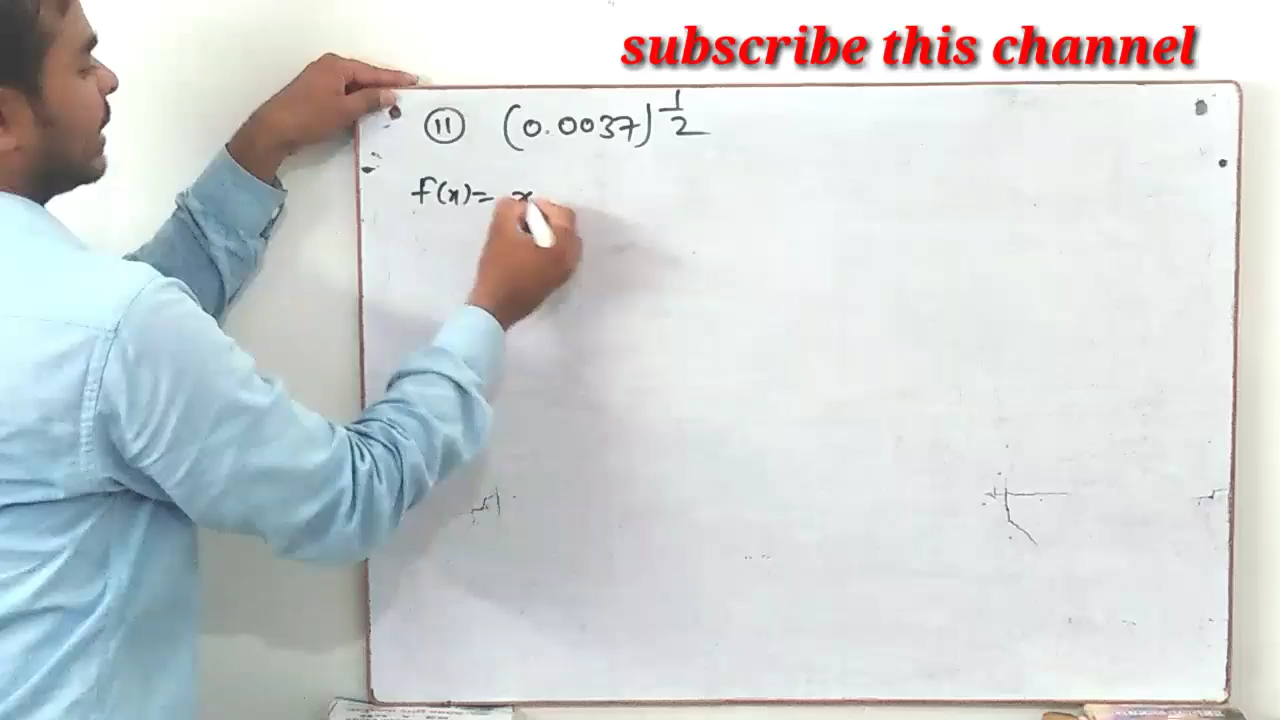 subscribe this channel
(11) (0.0037)^1/2
f(x)= x